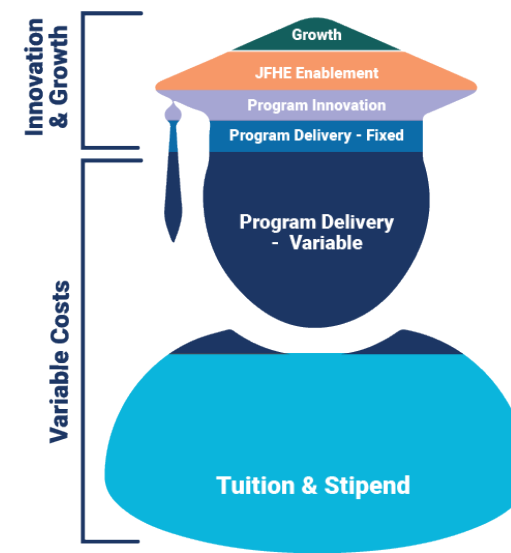 Innovation
& Growth
Growth
JFHE Enablement
Program Innovation
Program Delivery - Fixed
Program Delivery
- Variable
Variable Costs
Tuition & Stipend